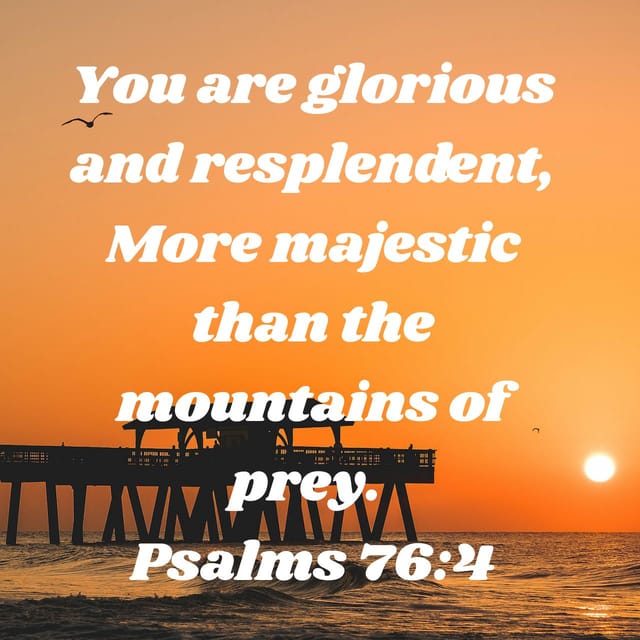 You are glorious
and resplendent,
More majestic
than the
mountains of
prey.
Psalms 76:4